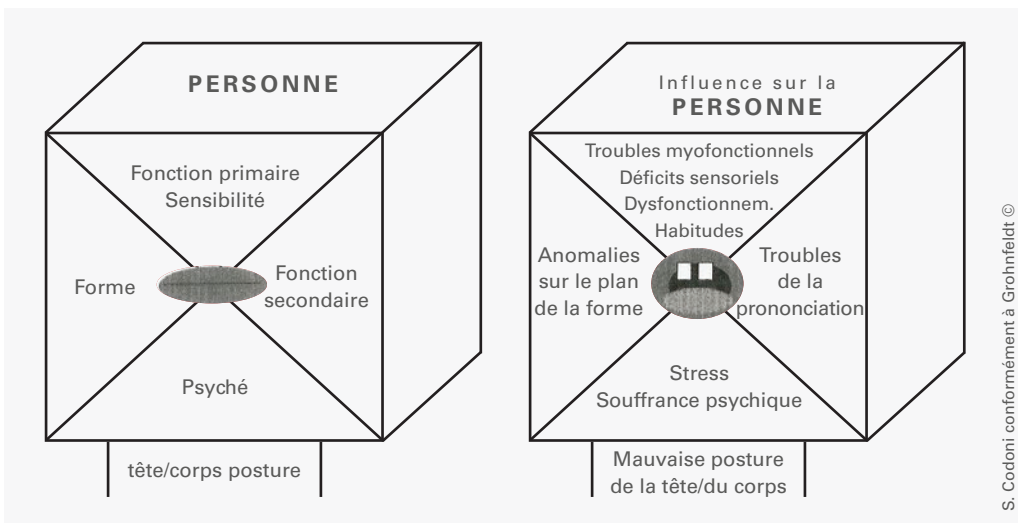 PERSONNE
Fonction primaire
Sensibilité
Forme
Fonction
secondaire
Psyché
tête/corps posture
Influence sur la
PERSONNE
Troubles myofonctionnels
Déficits sensoriels
Dysfonctionnem.
Habitudes
Anomalies
sur le plan
de la forme
Troubles
de la
prononciation
Stress
Souffrance psychique
Mauvaise posture
de la tête/du corps
S. Codoni conformément à Grohnfeldt ©